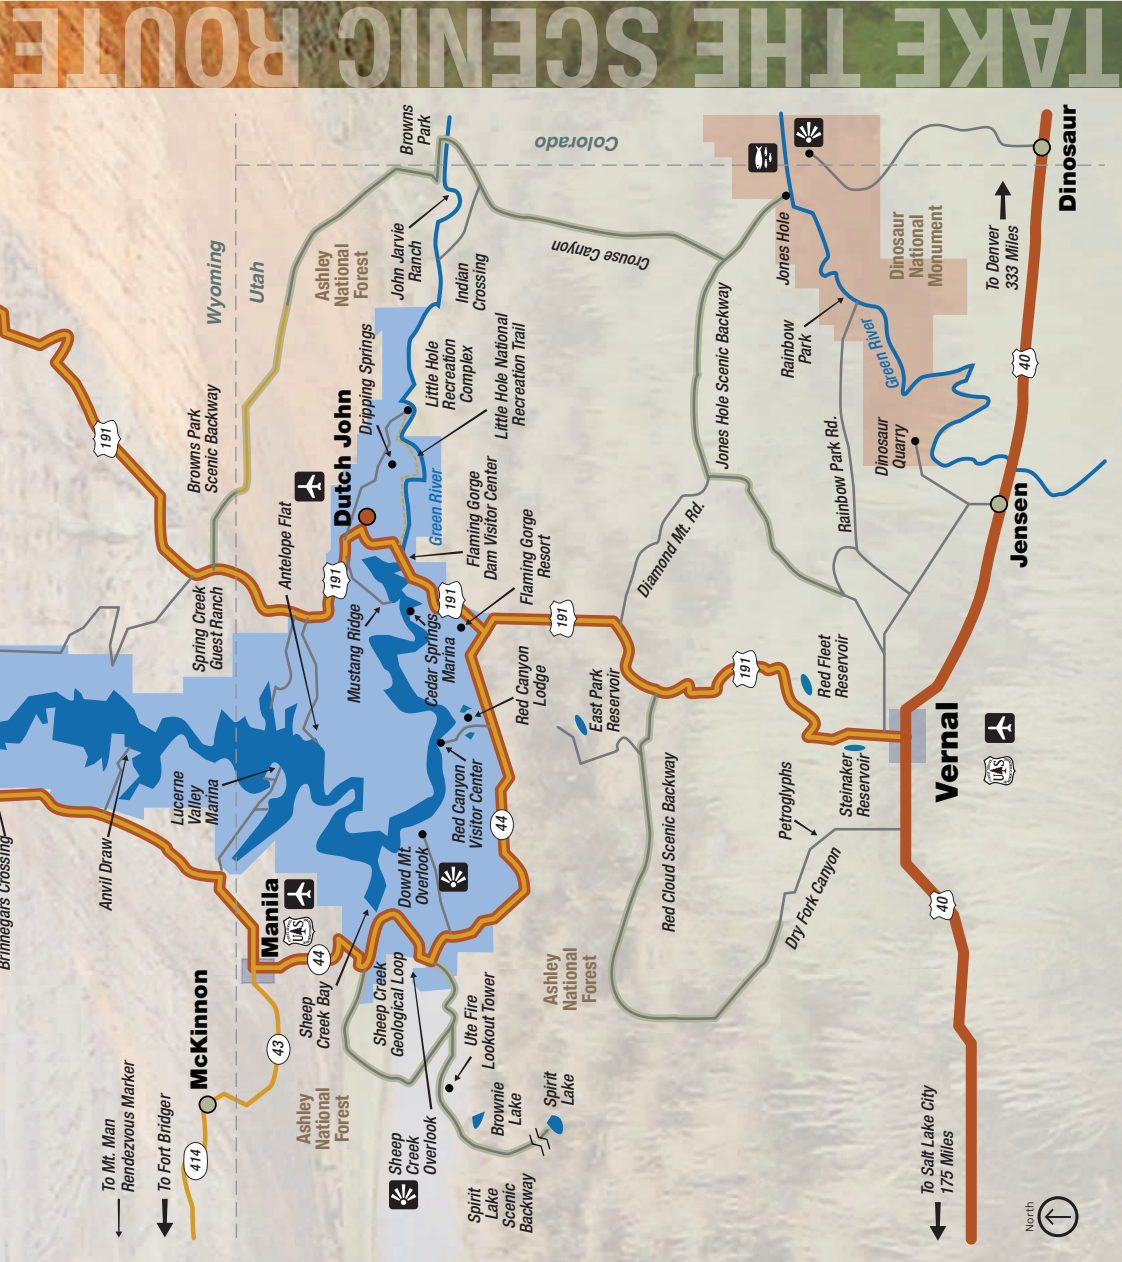 TAKE THE SCENIC ROUTE
Brinnegars Crossing
To Mt. Man
Rendezvous Marker
To Fort Bridger
414
McKinnon
43
Manila
UAS
44
Anvil Draw
Lucerne
Valley
Marina
191
Browns Park
Scenic Backway
Spring Creek
Guest Ranch
Antelope Flat
Wyoming
Utah
Colorado
Ashley
National
Forest
Browns
Park
John Jarvie
Ranch
Indian
Crossing
Crouse Canyon
Dutch John
Dripping Springs
Little Hole
Recreation
Complex
Little Hole National
Recreation Trail
Green River
Flaming Gorge
Dam Visitor Center
Flaming Gorge
Resort
191
191
191
191
Mustang Ridge
Cedar Springs
Marina
Red Canyon
Lodge
Red Canyon
Visitor Center
44
Dowd Mt.
Overlook
Sheep
Creek Bay
Sheep Creek
Geological Loop
Ashley
National
Forest
Sheep
Creek
Overlook
Ute Fire
Lookout Tower
Brownie
Lake
Spirit
Lake
Spirit
Lake
Scenic
Backway
Ashley
National
Forest
East Park
Reservoir
Red Cloud Scenic Backway
Diamond Mt. Rd.
Jones Hole Scenic Backway
Jones Hole
Rainbow
Park
Green River
Dinosaur
National
Monument
Rainbow Park Rd.
Dinosaur
Quarry
Red Fleet
Reservoir
Steinaker
Reservoir
Petroglyphs
Dry Fork Canyon
Vernal
UAS
40
Jensen
40
Dinosaur
To Denver
333 Miles
To Salt Lake City
175 Miles
North